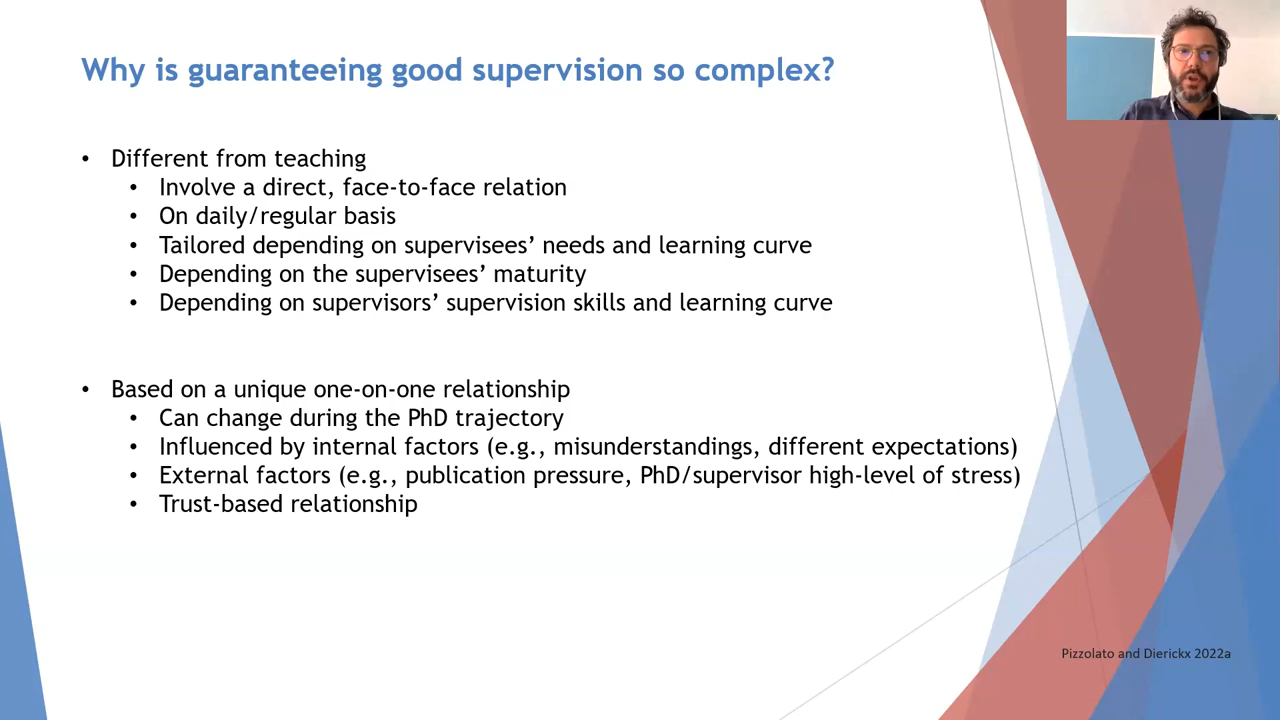 Why is guaranteeing good supervision so complex?
• Different from teaching
• Involve a direct, face-to-face relation
• On daily/regular basis
• Tailored depending on supervisees’ needs and learning curve
• Depending on the supervisees’ maturity
• Depending on supervisors’ supervision skills and learning curve
• Based on a unique one-on-one relationship
• Can change during the PhD trajectory
• Influenced by internal factors (e.g., misunderstandings, different expectations)
• External factors (e.g., publication pressure, PhD/supervisor high-level of stress)
• Trust-based relationship
Pizzolato and Dierickx 2022a